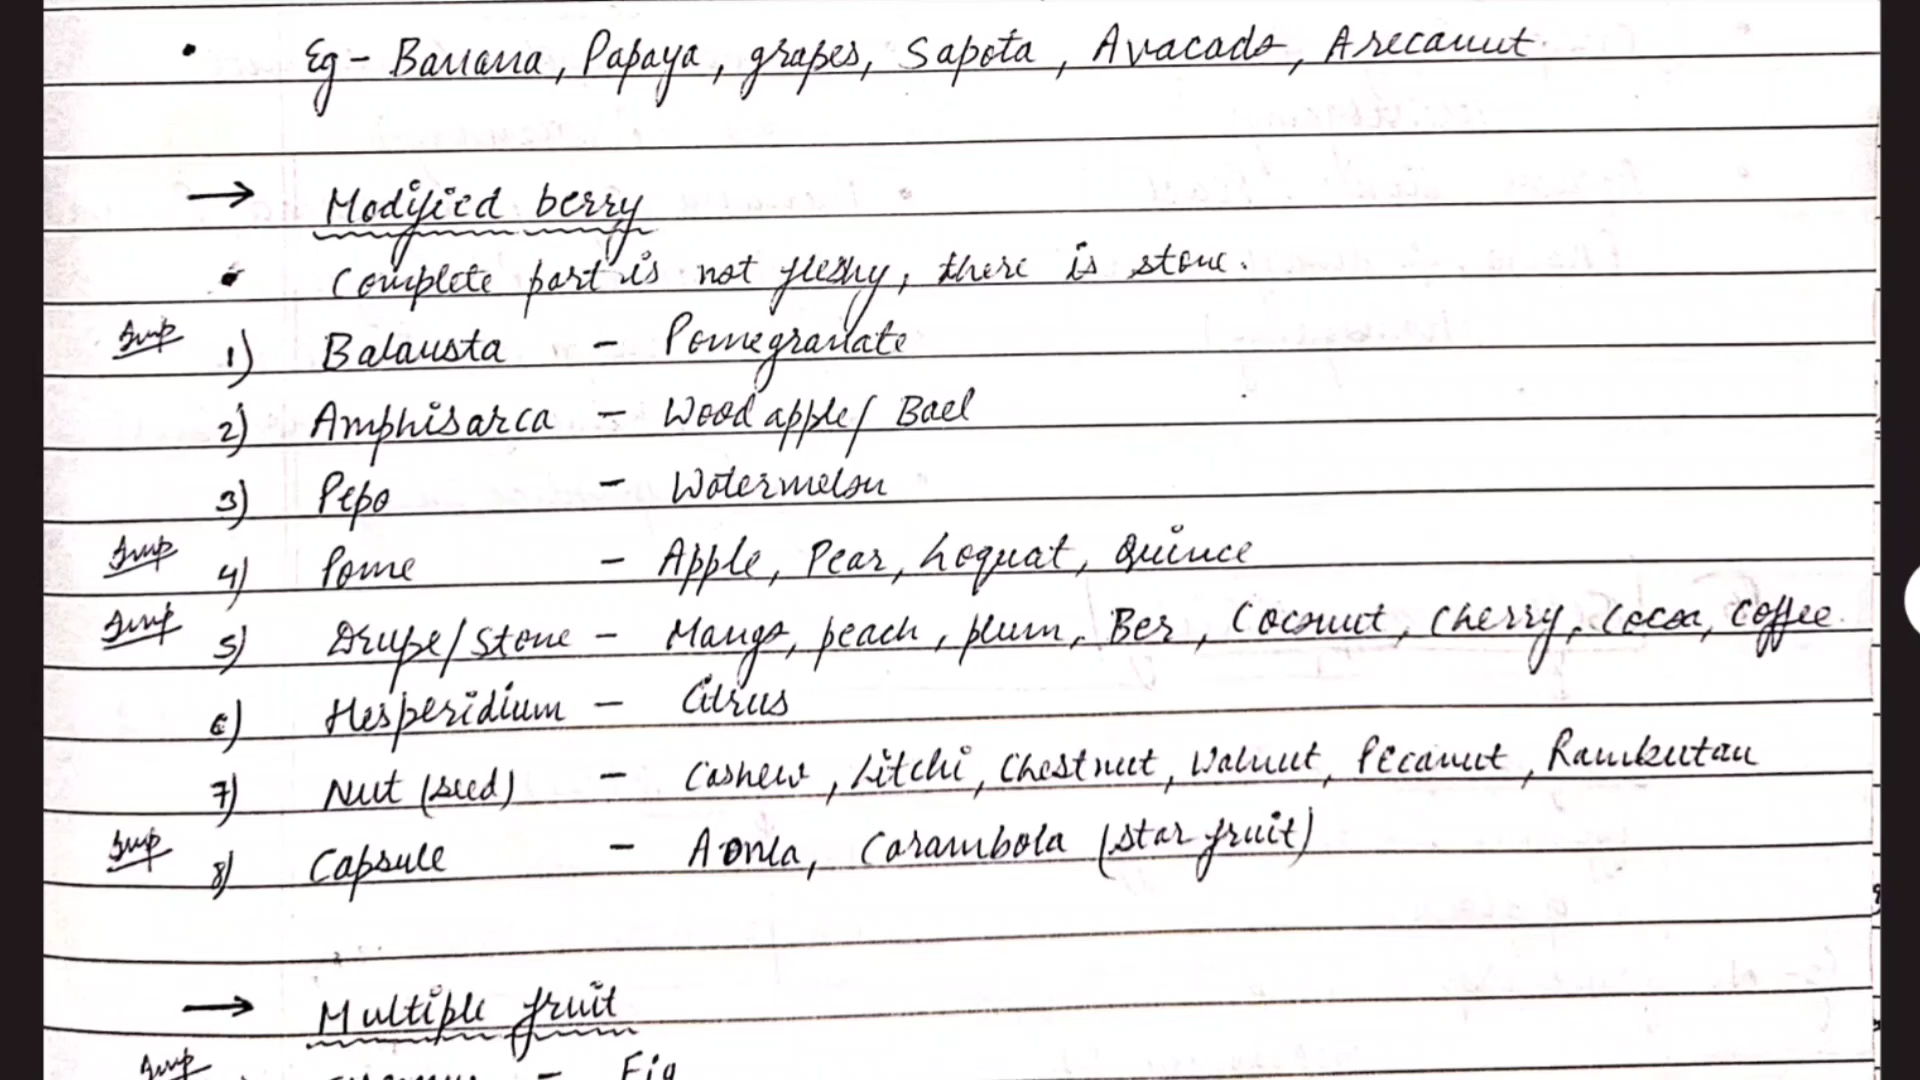 • Eg - Banana, Papaya, grapes, Sapota, Avacado, Arecanut.
→ Modified berry
• Complete part is not fleshy, there is stone.
Imp 1) Balausta - Pomegranate
2) Amphisarca - Wood apple/ Bael
3) Pepo - Watermelon
Imp 4) Pome - Apple, Pear, Loquat, Quince
Imp 5) Drupe/Stone - Mango, peach, plum, Ber, Coconut, Cherry, Cocoa, Coffee.
6) Hesperidium - Citrus
7) Nut (seed) - Cashew, Litchi, Chestnut, Walnut, Pecanut, Rambutan
Imp 8) Capsule - Aonla, Carambola (star fruit)
→ Multiple fruit
Imp - Fig